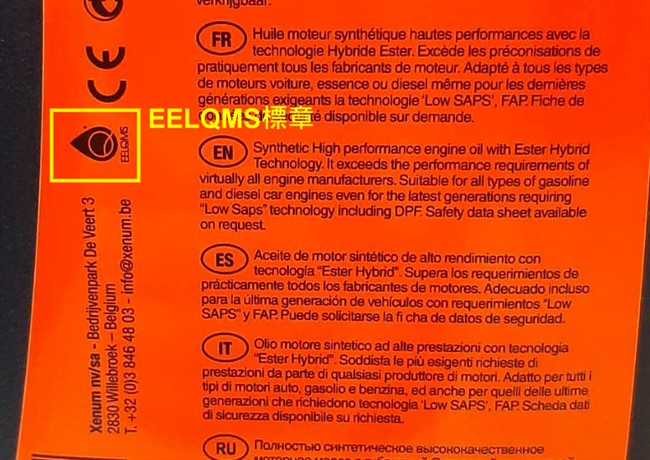 verkrijgbaar.
FR Huile moteur synthétique hautes performances avec la
technologie Hybride Ester. Excède les préconisations de
pratiquement tous les fabricants de moteur. Adapté à tous les types
de moteurs voiture, essence ou diesel même pour les dernières
générations exigeants la technologie 'Low SAPS', FAP. Fiche de
disponible sur demande.
EELQMS標章
EN Synthetic High performance engine oil with Ester Hybrid
Technology. It exceeds the performance requirements of
virtually all engine manufacturers. Suitable for all types of gasoline
and diesel car engines even for the latest generations requiring
"Low Saps" technology including DPF. Safety data sheet available
on request.
ES Aceite de motor sintético de alto rendimiento con
tecnología "Ester Hybrid". Supera los requerimientos de
prácticamente todos los fabricantes de motores. Adecuado incluso
para la última generación de vehículos con requerimientos "Low
SAPS" y FAP. Puede solicitarse la fi cha de datos de seguridad.
IT Olio motore sintetico ad alte prestazioni con tecnologia
"Ester Hybrid". Soddisfa le più esigenti richieste di
prestazioni da parte di qualsiasi produttore di motori. Adatto per tutti i
tipi di motori auto, gasolio e benzina, ed anche per quelli delle ultime
generazioni che richiedono tecnologia 'Low SAPS', FAP. Scheda dati
di sicurezza disponibile su richiesta.
RU Полностью синтетическое высококачественное
CE
EELQMS
Xenum nv/sa - Bedrijvenpark De Veert 3
2830 Willebroek – Belgium
T. +32 (0)3 846 48 03 - info@xenum.be